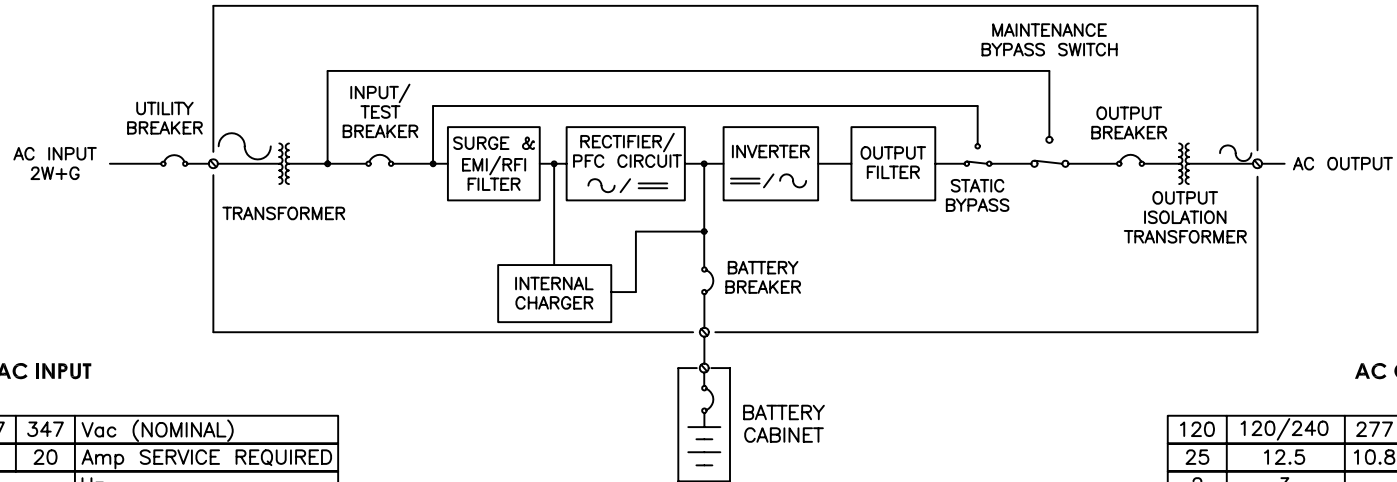 MAINTENANCE
BYPASS SWITCH
UTILITY
BREAKER
INPUT/
TEST
BREAKER
OUTPUT
BREAKER
AC INPUT
2W+G
SURGE &
EMI/RFI
FILTER
RECTIFIER/
PFC CIRCUIT
INVERTER
OUTPUT
FILTER
AC OUTPUT
TRANSFORMER
STATIC
BYPASS
OUTPUT
ISOLATION
TRANSFORMER
INTERNAL
CHARGER
BATTERY
BREAKER
BATTERY
CABINET
AC INPUT
347 Vac (NOMINAL)
20 Amp SERVICE REQUIRED
AC
120 120/240 277
25 12.5 10.8